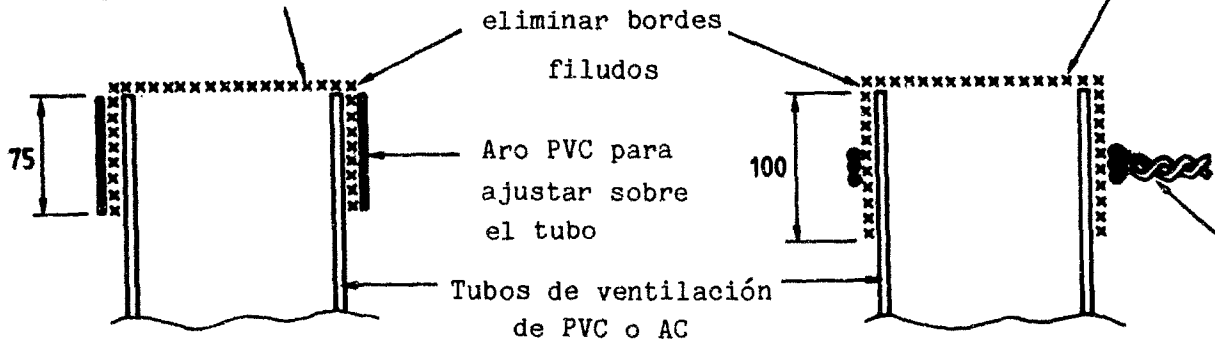 eliminar bordes
filudos
75
Aro PVC para
ajustar sobre
el tubo
100
Tubos de ventilación
de PVC o AC